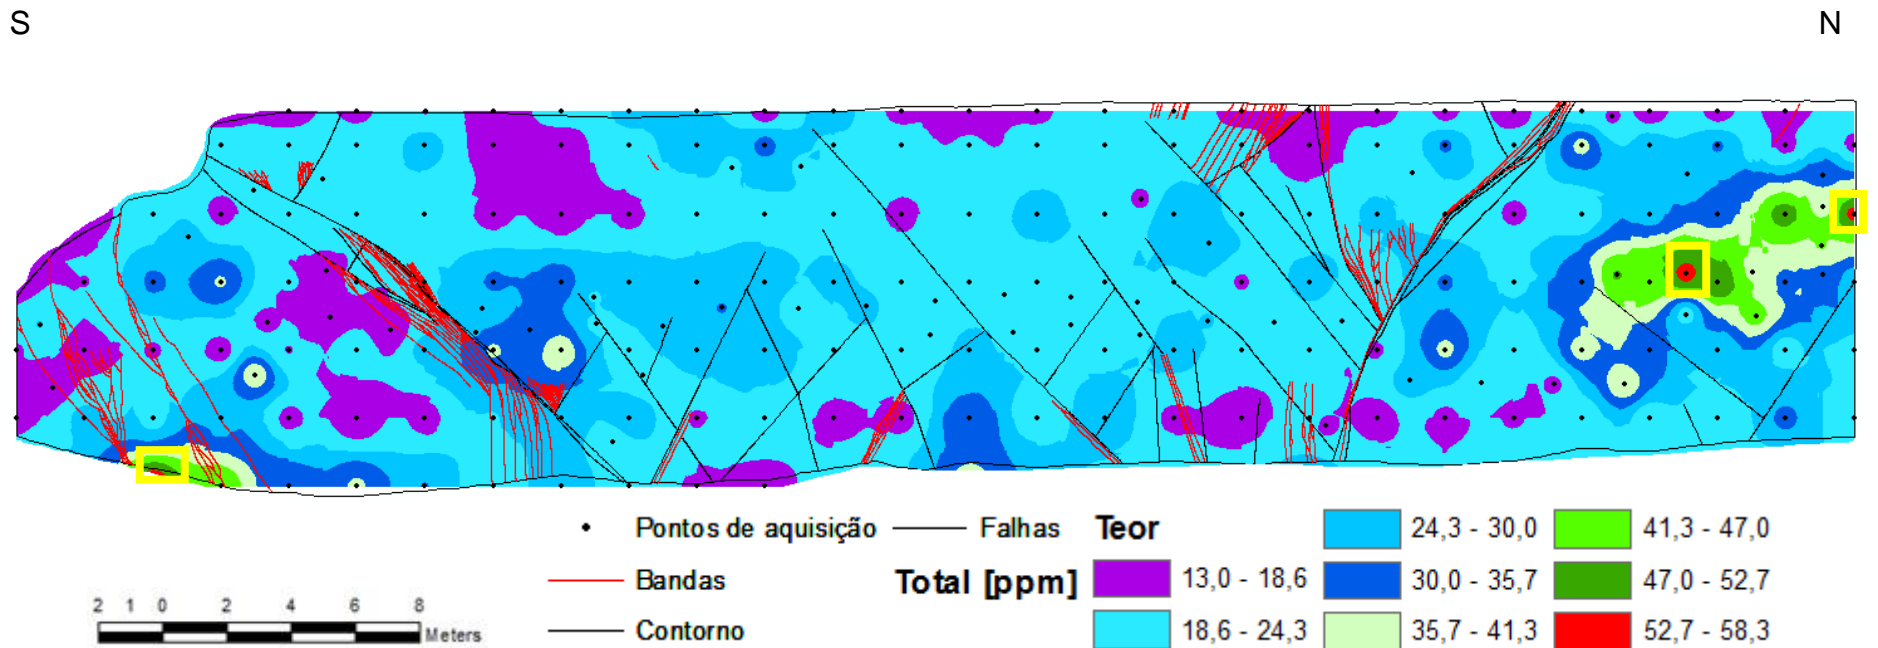 S N
Pontos de aquisição Falhas Teor 24,3 - 30,0 41,3 - 47,0
Bandas Total [ppm] 13,0 - 18,6 30,0 - 35,7 47,0 - 52,7
2 1 0 2 4 6 8
Meters Contorno 18,6 - 24,3 35,7 - 41,3 52,7 - 58,3